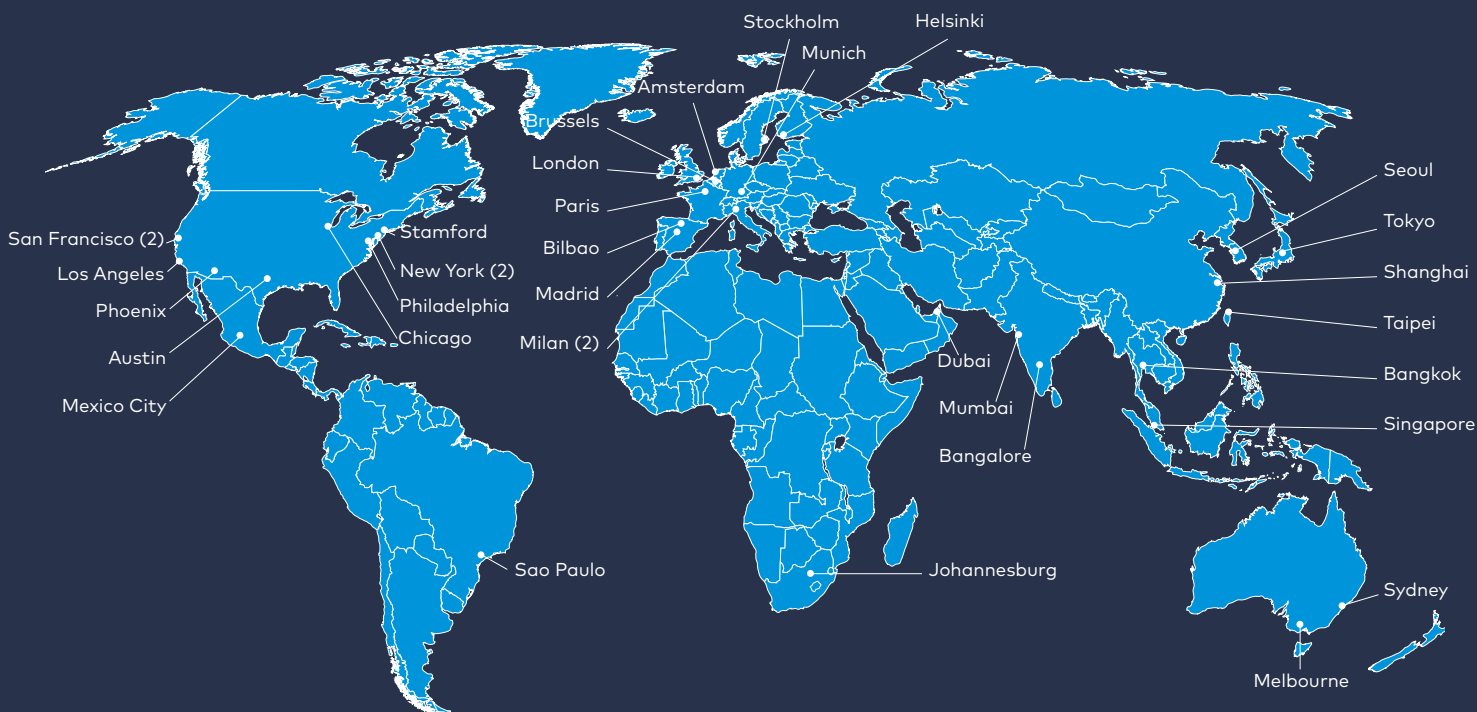 Stockholm
Helsinki
Munich
Amsterdam
Brussels
London
Paris
Bilbao
Madrid
Milan (2)
San Francisco (2)
Los Angeles
Phoenix
Austin
Mexico City
Stamford
New York (2)
Philadelphia
Chicago
Sao Paulo
Dubai
Mumbai
Bangalore
Johannesburg
Seoul
Tokyo
Shanghai
Taipei
Bangkok
Singapore
Sydney
Melbourne